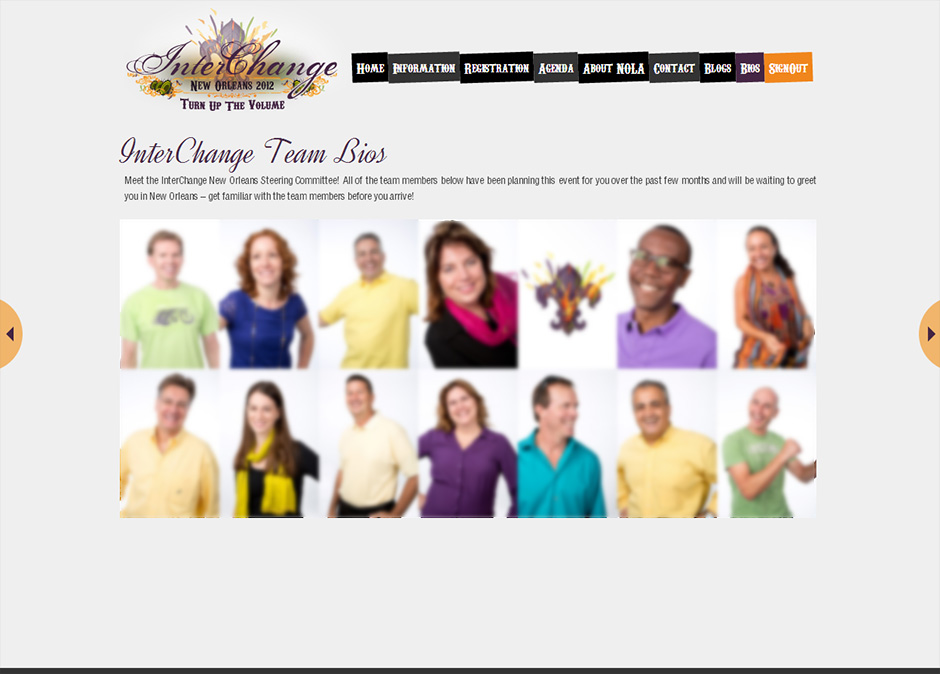 InterChange
New Orleans 2012
Turn Up The Volume
Home Information Registration Agenda About NOLA Contact Blogs Bios SignOut
InterChange Team Bios
Meet the InterChange New Orleans Steering Committee! All of the team members below have been planning this event for you over the past few months and will be waiting to greet
you in New Orleans – get familiar with the team members before you arrive!